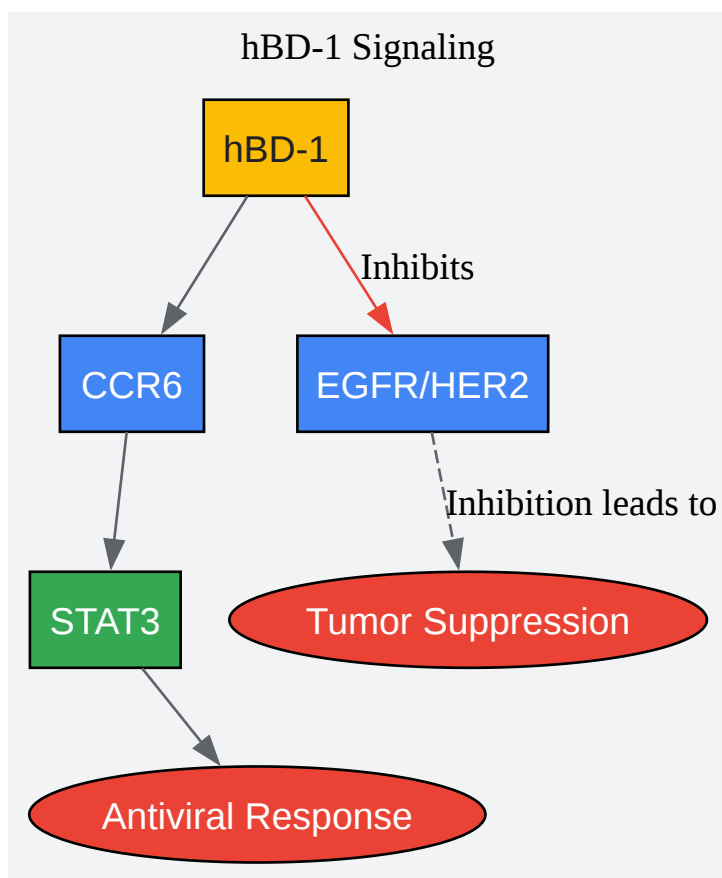 hBD-1 Signaling
hBD-1
Inhibits
CCR6
EGFR/HER2
Inhibition leads to
STAT3
Tumor Suppression
Antiviral Response